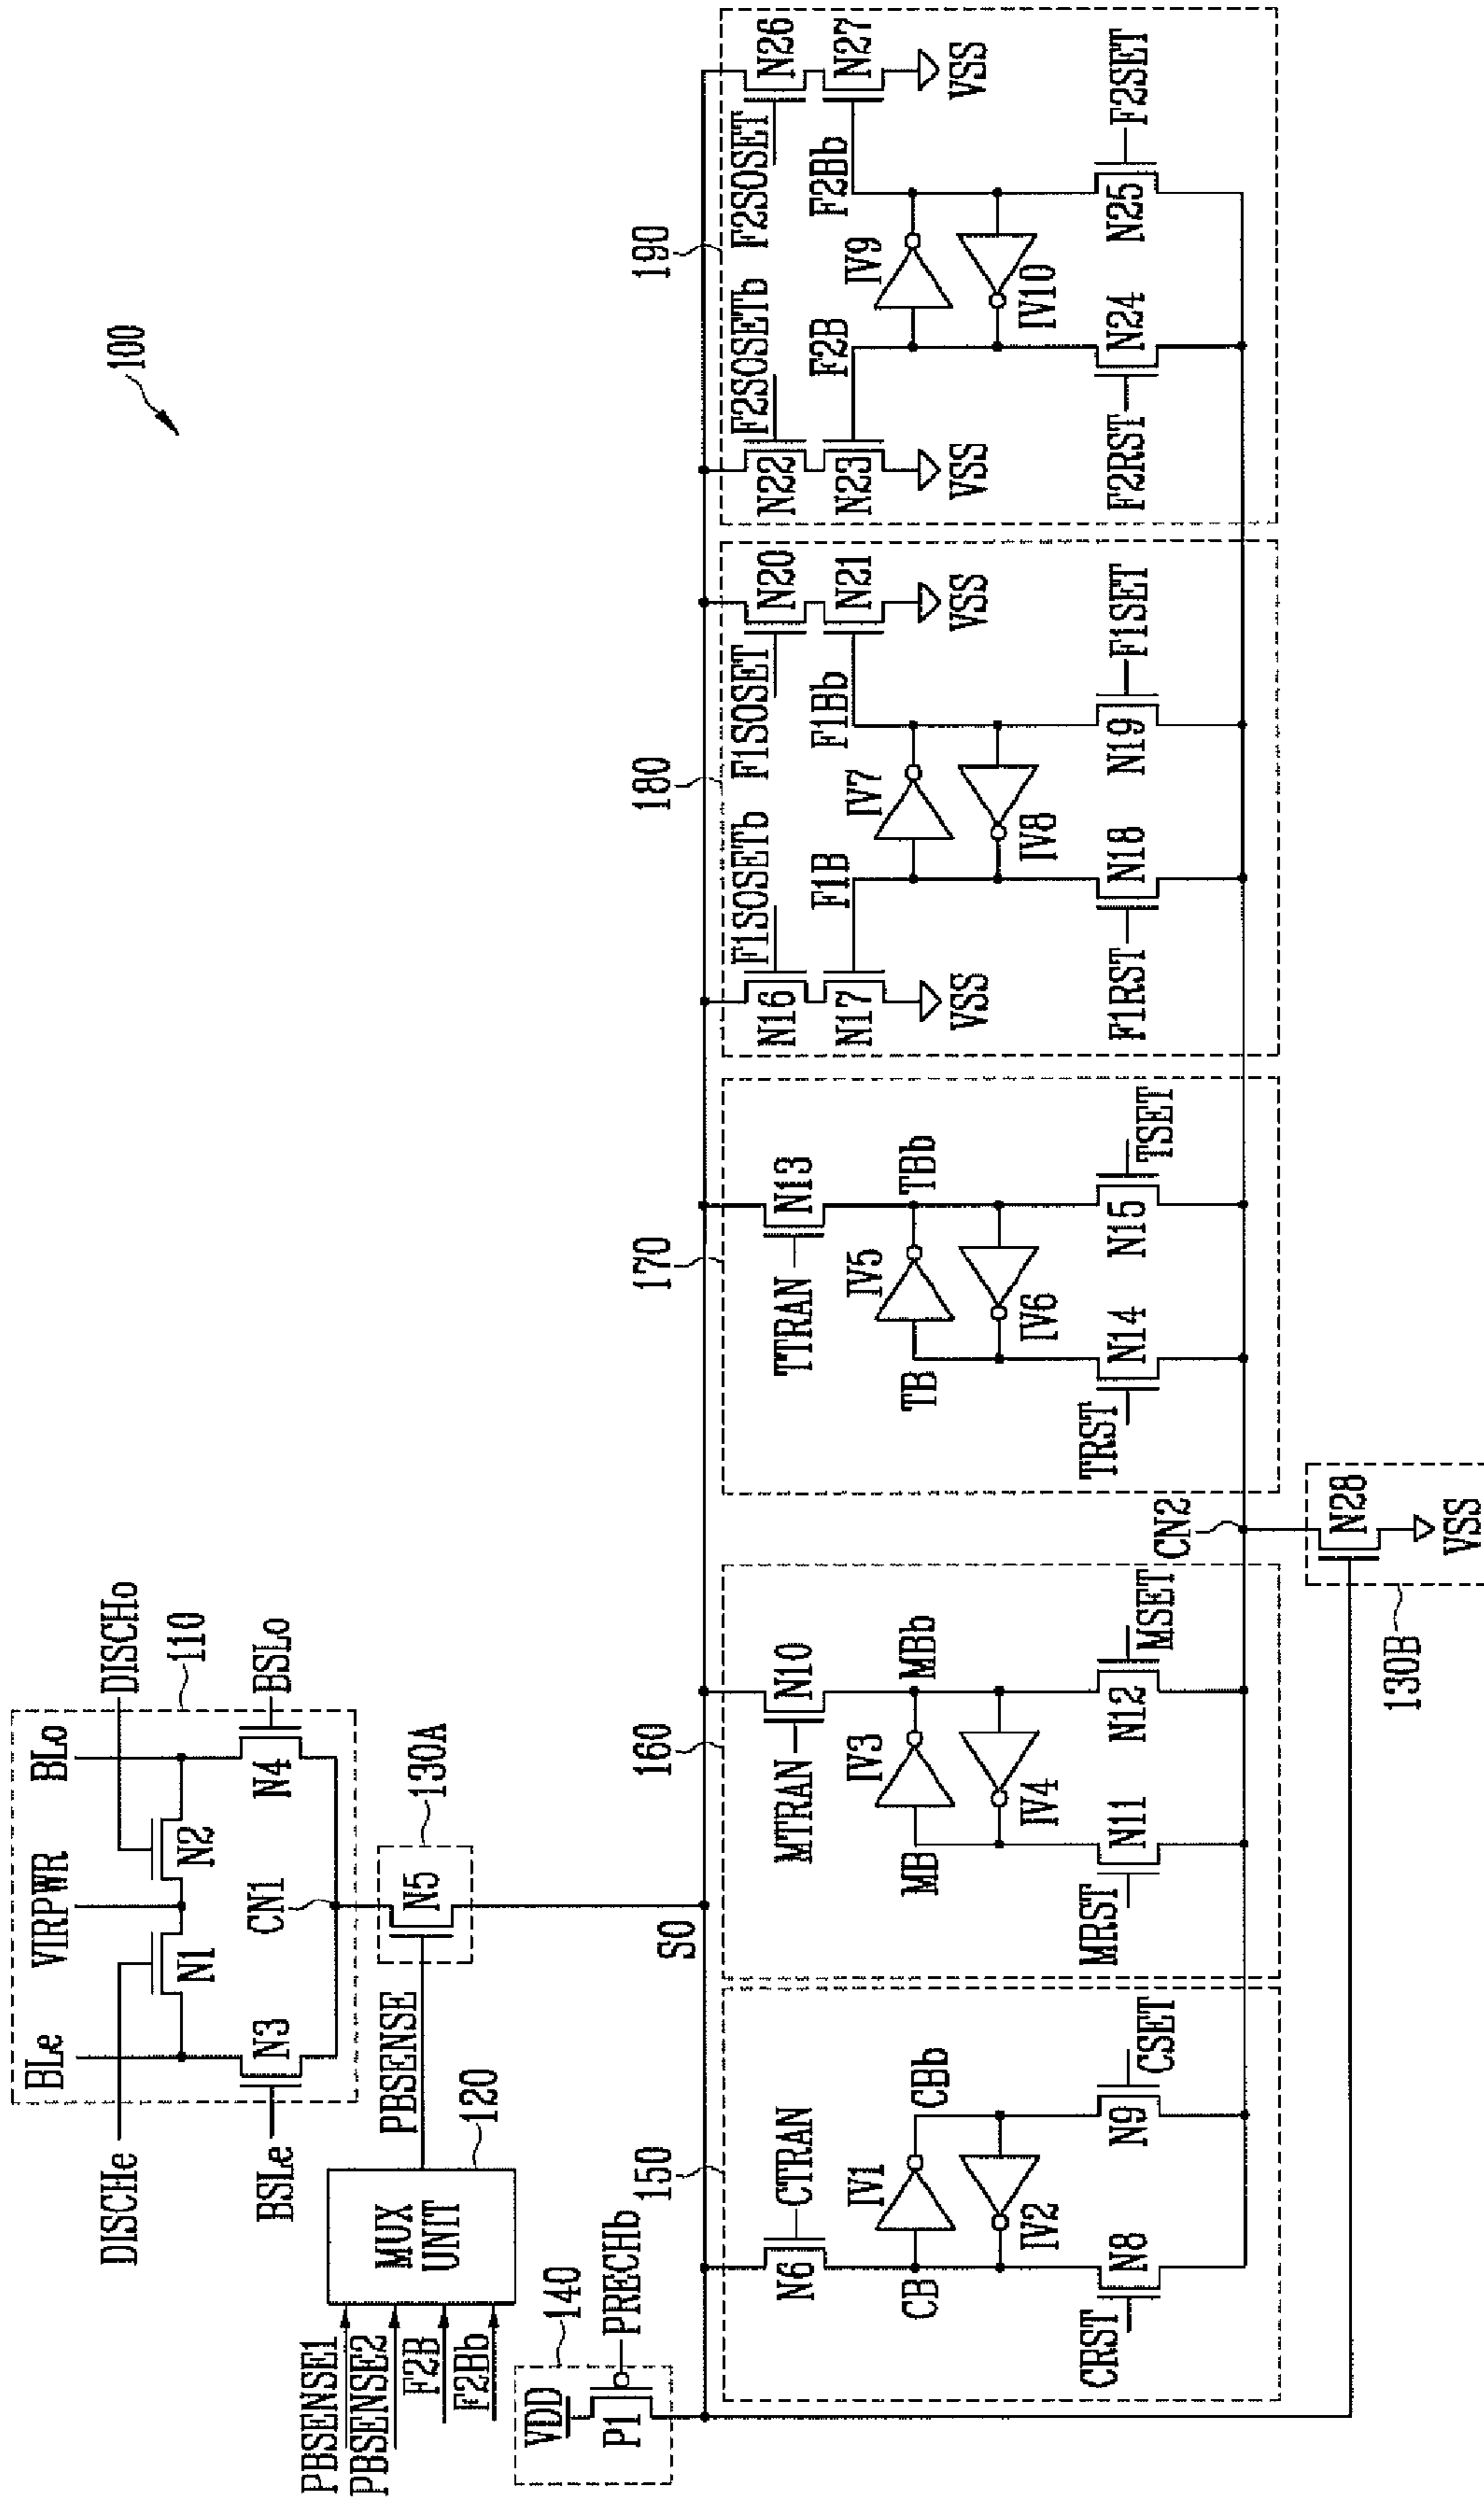 100
BLe
VIRPWR
BLo
DISCHe
DISCHo
N1
N2
110
BSLe
N3
N4
BSLo
CN1
PBSENSE1
PBSENSE2
F2B
F2Bb
MUX
UNIT
120
PBSENSE
N5
130A
VDD
140
P1
PRECHb
SO
150
N6
CTRAN
CB
IV1
CBb
IV2
CRST
N8
N9
CSET
160
MTRAN
N10
MB
IV3
MBb
IV4
MRST
N11
N12
MSET
170
TTRAN
N13
TB
IV5
TBb
IV6
TRST
N14
N15
TSET
180
F1SOSETb
F1SOSET
N16
N20
N17
N21
F1B
F1Bb
VSS
VSS
IV7
IV8
F1RST
N18
N19
F1SET
190
F2SOSETb
F2SOSET
N22
N26
N23
N27
F2B
F2Bb
VSS
VSS
IV9
IV10
F2RST
N24
N25
F2SET
CN2
130B
N28
VSS